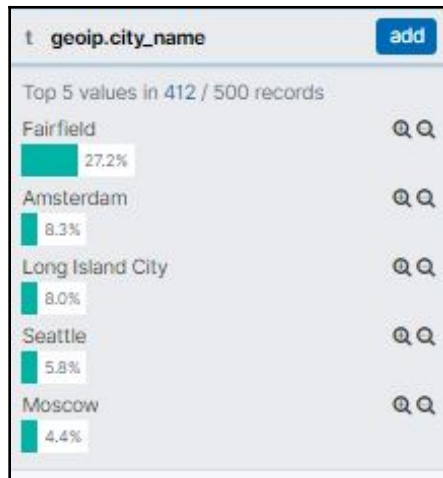 t geoip.city_name add
Top 5 values in 412 / 500 records
Fairfield
27.2%
Amsterdam
8.3%
Long Island City
8.0%
Seattle
5.8%
Moscow
4.4%